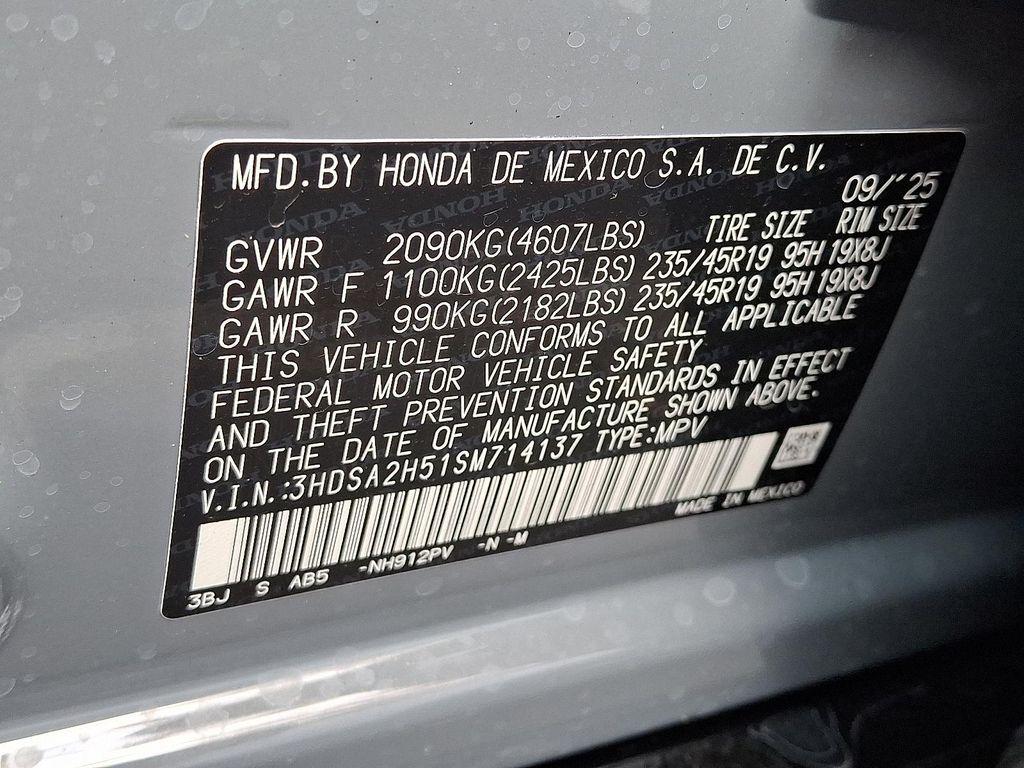 MFD.BY HONDA DE MEXICO S.A. DE C.V.
09/'25
GVWR 2090KG(4607LBS) TIRE SIZE RIM SIZE
GAWR F 1100KG(2425LBS) 235/45R19 95H 19X8J
GAWR R 990KG(2182LBS) 235/45R19 95H 19X8J
THIS VEHICLE CONFORMS TO ALL APPLICABLE
FEDERAL MOTOR VEHICLE SAFETY
AND THEFT PREVENTION STANDARDS IN EFFECT
ON THE DATE OF MANUFACTURE SHOWN ABOVE.
V.I.N.:3HDSA2H51SM714137 TYPE:MPV
3BJ S AB5 -NH912PV -N -M MADE IN MEXICO